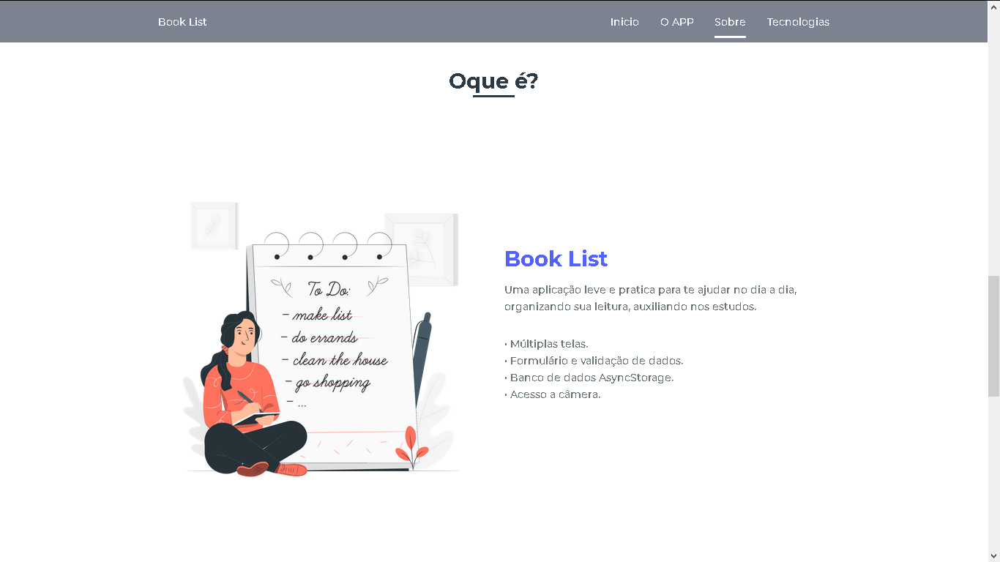 Book List
Inicio O APP Sobre Tecnologias
Oque é?
To Do:
- make list
- do errands
- clean the house
- go shopping
- ...
Book List
Uma aplicação leve e pratica para te ajudar no dia a dia,
organizando sua leitura, auxiliando nos estudos.
• Múltiplas telas.
• Formulário e validação de dados.
• Banco de dados AsyncStorage.
• Acesso a câmera.